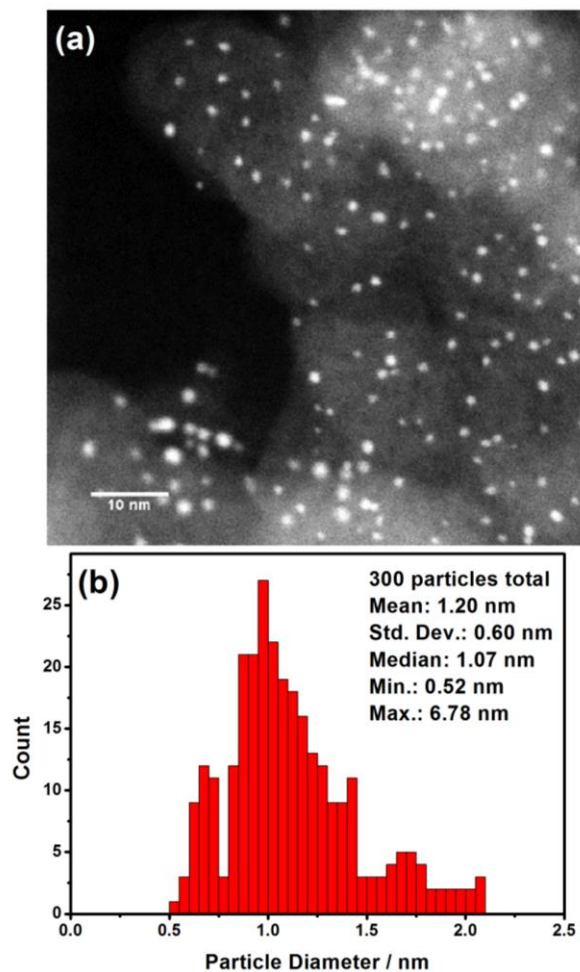 (a)
10 nm
(b)
300 particles total
Mean: 1.20 nm
Std. Dev.: 0.60 nm
Median: 1.07 nm
Min.: 0.52 nm
Max.: 6.78 nm
25
20
15
10
5
0
Count
0.0 0.5 1.0 1.5 2.0 2.5
Particle Diameter / nm